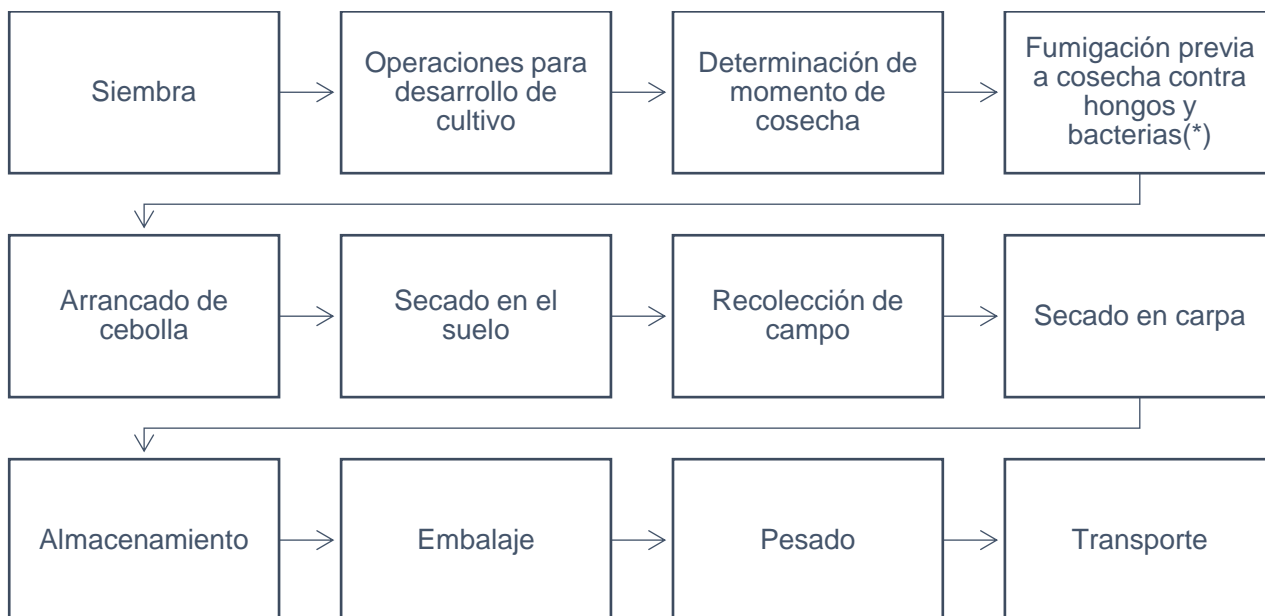 Siembra
Operaciones para
desarrollo de
cultivo
Determinación de
momento de
cosecha
Fumigación previa
a cosecha contra
hongos y
bacterias(*)
Arrancado de
cebolla
Secado en el
suelo
Recolección de
campo
Secado en carpa
Almacenamiento
Embalaje
Pesado
Transporte